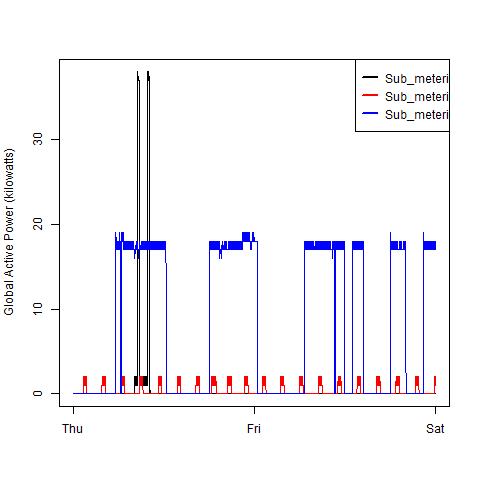 Sub_meteri
Sub_meteri
Sub_meteri
Global Active Power (kilowatts)
30
20
10
0
Thu
Fri
Sat